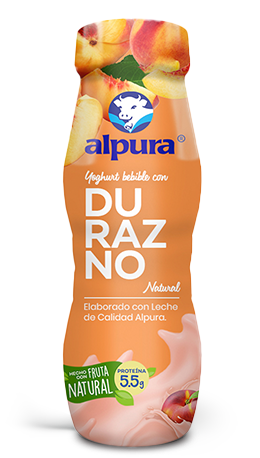 alpura®
Yoghurt bebible con
DU
RAZ
NO
Natural
Elaborado con Leche
de Calidad Alpura.
HECHO
CON FRUTA
NATURAL
PROTEÍNA
5.5g